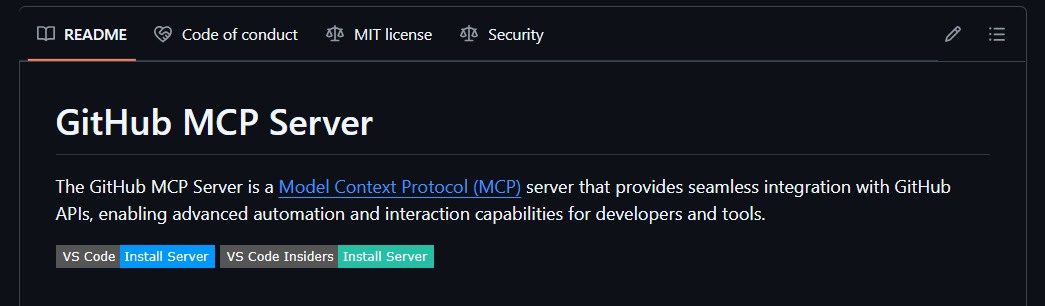 README Code of conduct MIT license Security
GitHub MCP Server
The GitHub MCP Server is a Model Context Protocol (MCP) server that provides seamless integration with GitHub
APIs, enabling advanced automation and interaction capabilities for developers and tools.
VS Code Install Server VS Code Insiders Install Server